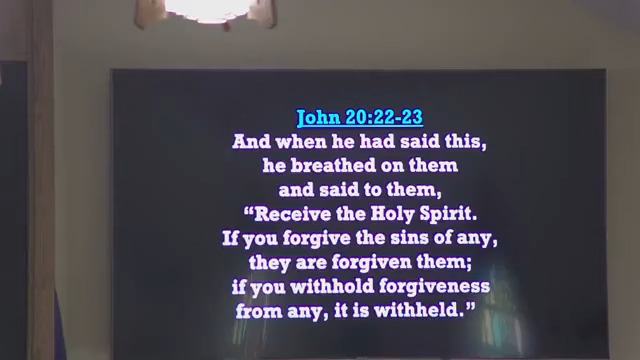 John 20:22-23
And when he had said this,
he breathed on them
and said to them,
“Receive the Holy Spirit.
If you forgive the sins of any,
they are forgiven them;
if you withhold forgiveness
from any, it is withheld.”